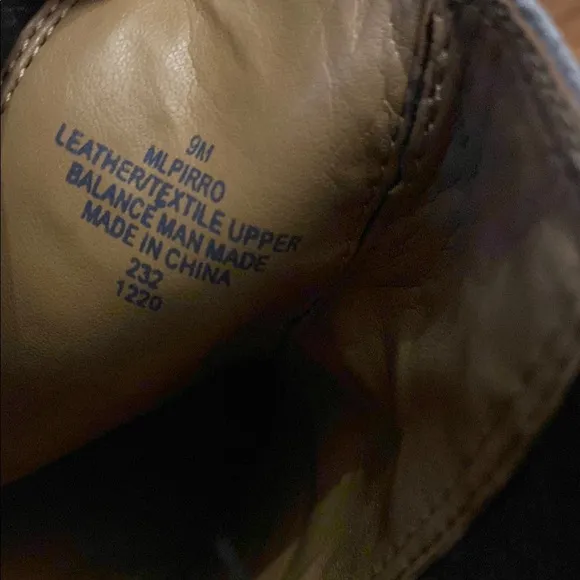 9M
MLPIRRO
LEATHER/TEXTILE UPPER
BALANCE MAN MADE
MADE IN CHINA
232
1220